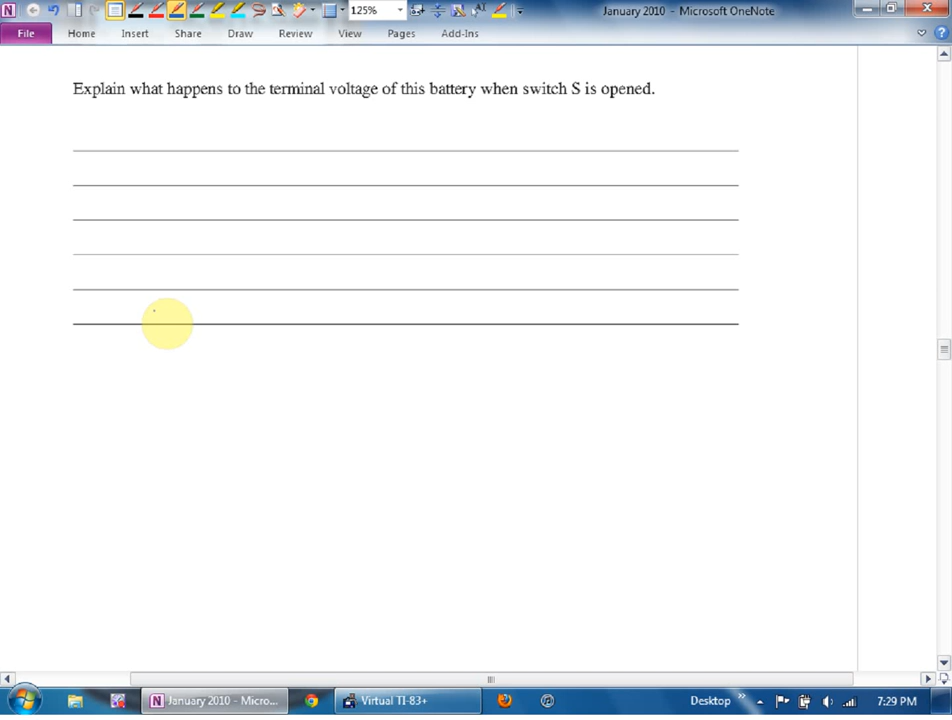 125%
January 2010 - Microsoft OneNote
File Home Insert Share Draw Review View Pages Add-Ins
Explain what happens to the terminal voltage of this battery when switch S is opened.
January 2010 - Micro...
Virtual TI-83+
Desktop
7:29 PM